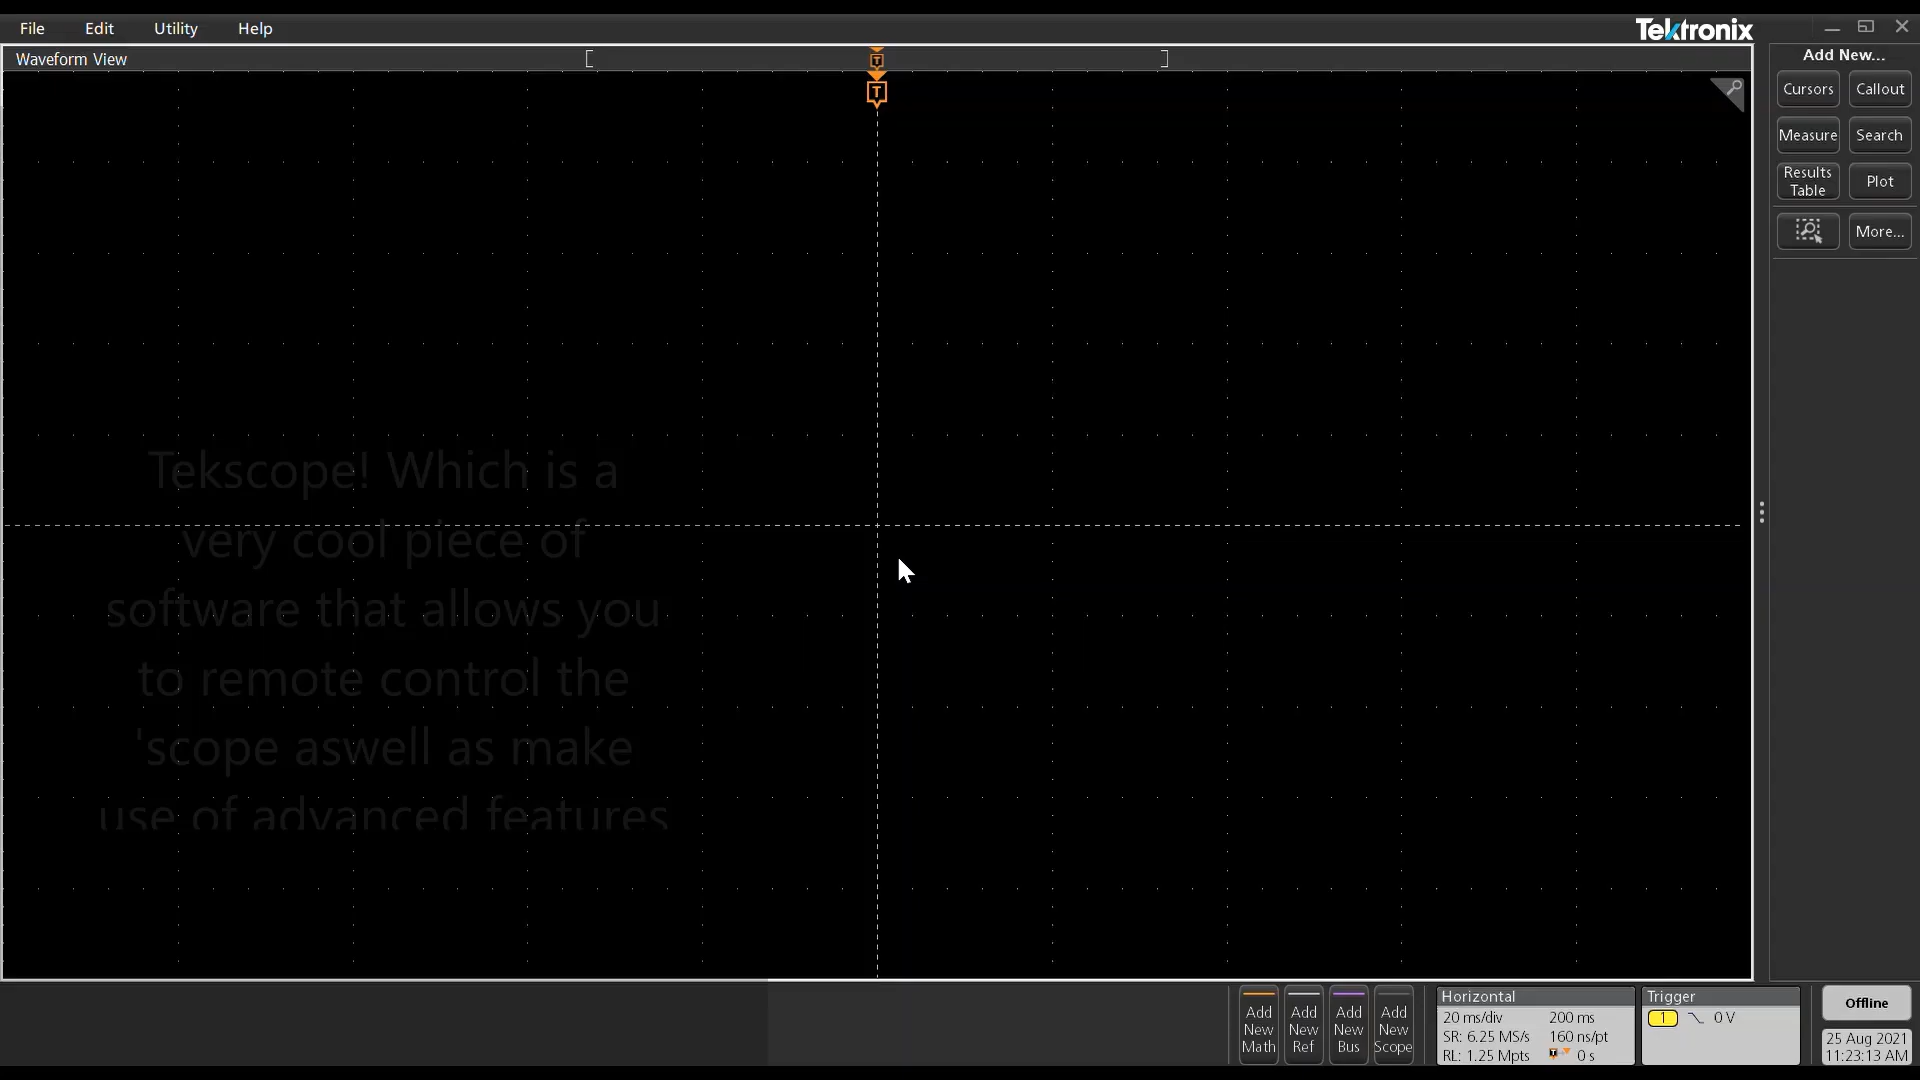 File Edit Utility Help
Tektronix
Waveform View
T
T
Add New...
Cursors Callout
Measure Search
Results Table Plot
More...
Tekscope! Which is a
very cool piece of
software that allows you
to remote control the
'scope aswell as make
use of advanced features
Add New Math
Add New Ref
Add New Bus
Add New Scope
Horizontal
20 ms/div 200 ms
SR: 6.25 MS/s 160 ns/pt
RL: 1.25 Mpts T 0 s
Trigger
1 0 V
Offline
25 Aug 2021
11:23:13 AM